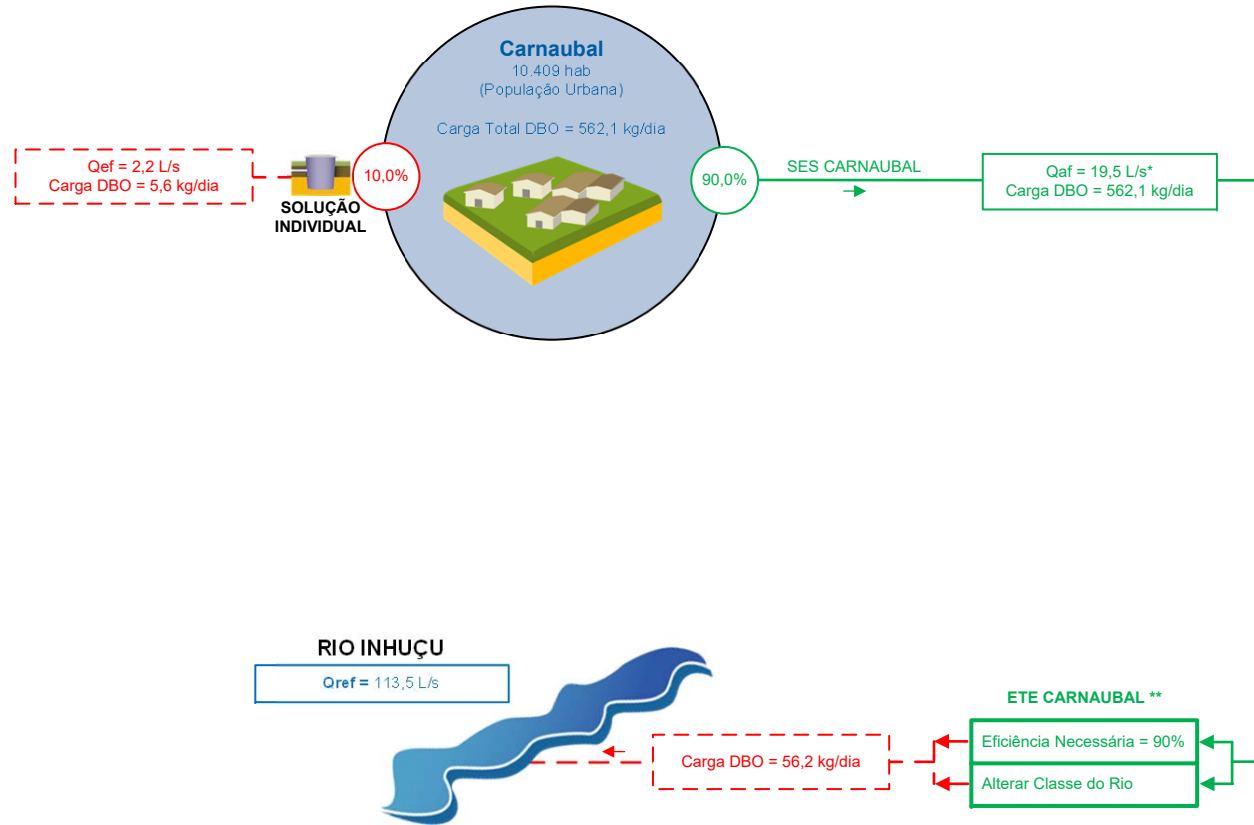 Carnaubal
10.409 hab
(População Urbana)
Carga Total DBO = 562,1 kg/dia
Qef = 2,2 L/s
Carga DBO = 5,6 kg/dia
SOLUÇÃO
INDIVIDUAL
10,0%
90,0%
SES CARNAUBAL
Qaf = 19,5 L/s*
Carga DBO = 562,1 kg/dia
RIO INHUÇU
Qref = 113,5 L/s
Carga DBO = 56,2 kg/dia
ETE CARNAUBAL **
Eficiência Necessária = 90%
Alterar Classe do Rio